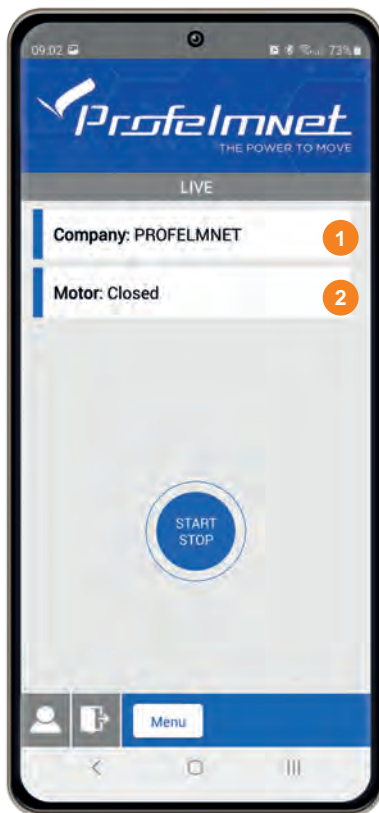 09:02 73%
Profelmnet
THE POWER TO MOVE
LIVE
Company: PROFELMNET 1
Motor: Closed 2
START
STOP
Menu